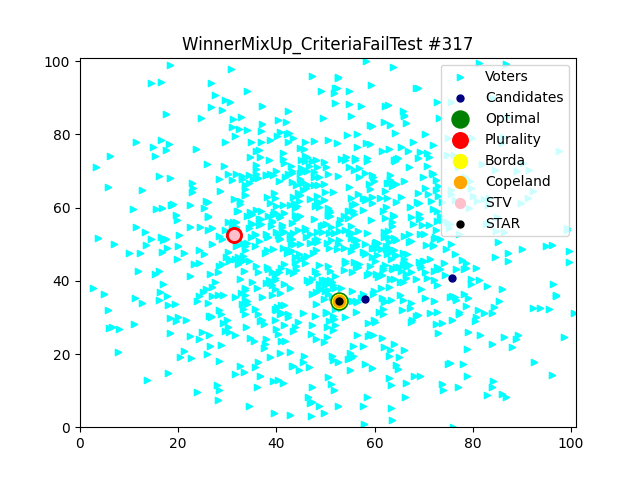 WinnerMixUp_CriteriaFailTest #317
100
80
60
40
20
0
0
20
40
60
80
100
Voters
Candidates
Optimal
Plurality
Borda
Copeland
STV
STAR